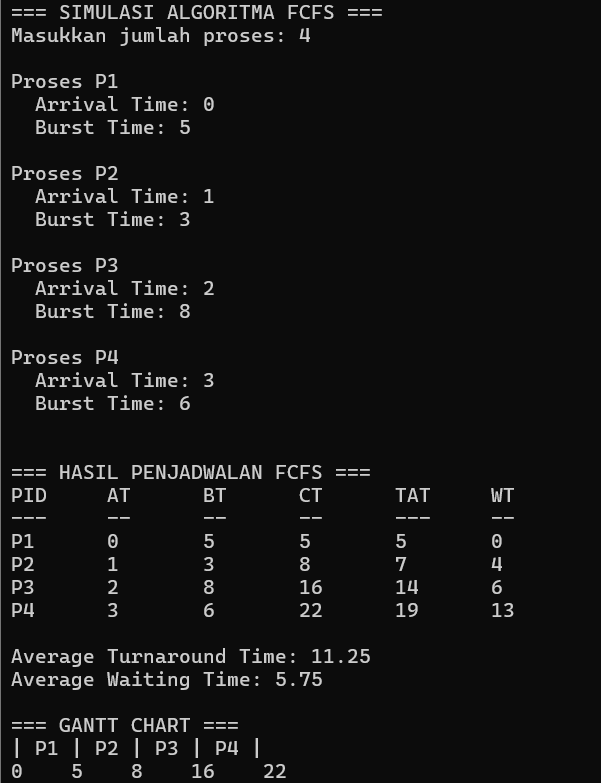 === SIMULASI ALGORITMA FCFS ===
Masukkan jumlah proses: 4
Proses P1
Arrival Time: 0
Burst Time: 5
Proses P2
Arrival Time: 1
Burst Time: 3
Proses P3
Arrival Time: 2
Burst Time: 8
Proses P4
Arrival Time: 3
Burst Time: 6
=== HASIL PENJADWALAN FCFS ===
PID AT BT CT TAT WT
--- -- -- -- --- --
P1 0 5 5 5 0
P2 1 3 8 7 4
P3 2 8 16 14 6
P4 3 6 22 19 13
Average Turnaround Time: 11.25
Average Waiting Time: 5.75
=== GANTT CHART ===
| P1 | P2 | P3 | P4 |
0 5 8 16 22